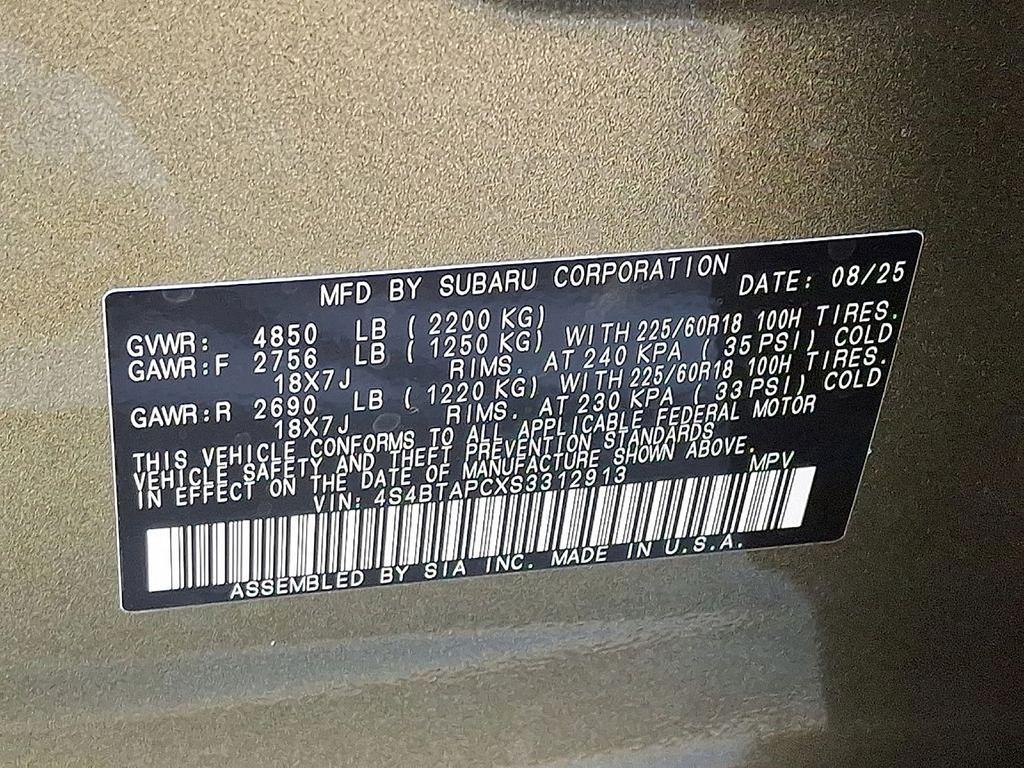 MFD BY SUBARU CORPORATION DATE: 08/25
GVWR: 4850 LB ( 2200 KG)
GAWR:F 2756 LB ( 1250 KG) WITH 225/60R18 100H TIRES.
18X7J RIMS. AT 240 KPA ( 35 PSI) COLD
GAWR:R 2690 LB ( 1220 KG) WITH 225/60R18 100H TIRES.
18X7J RIMS. AT 230 KPA ( 33 PSI) COLD
THIS VEHICLE CONFORMS TO ALL APPLICABLE FEDERAL MOTOR
VEHICLE SAFETY AND THEFT PREVENTION STANDARDS
IN EFFECT ON THE DATE OF MANUFACTURE SHOWN ABOVE.
VIN: 4S4BTAPCXS3312913 MPV
ASSEMBLED BY SIA INC. MADE IN U.S.A.